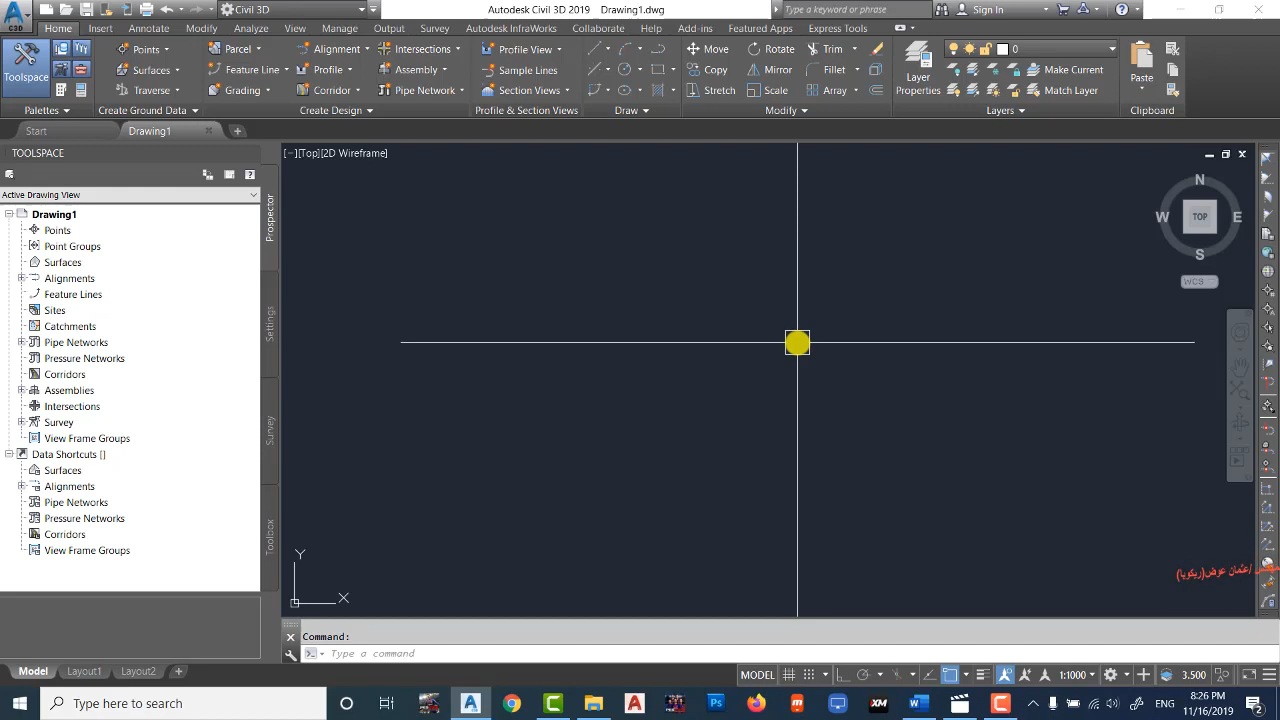 C3D
Civil 3D
Autodesk Civil 3D 2019 Drawing1.dwg
Type a keyword or phrase
Sign In
Home Insert Annotate Modify Analyze View Manage Output Survey Autodesk InfraWorks Collaborate Help Add-ins Featured Apps Express Tools
Toolspace
Points
Surfaces
Traverse
Parcel
Feature Line
Grading
Alignment
Profile
Corridor
Intersections
Assembly
Pipe Network
Profile View
Sample Lines
Section Views
Move
Copy
Stretch
Rotate
Mirror
Scale
Trim
Fillet
Array
Layer
Properties
0
Make Current
Match Layer
Paste
Palettes Create Ground Data Create Design Profile & Section Views Draw Modify Layers Clipboard
Start Drawing1
TOOLSPACE
Active Drawing View
Drawing1
Points
Point Groups
Surfaces
Alignments
Feature Lines
Sites
Catchments
Pipe Networks
Pressure Networks
Corridors
Assemblies
Intersections
Survey
View Frame Groups
Data Shortcuts []
Surfaces
Alignments
Pipe Networks
Pressure Networks
Corridors
View Frame Groups
Prospector
Settings
Survey
Toolbox
[−][Top][2D Wireframe]
N
W TOP E
S
WCS
Y
X
/عثمان عوض(ريكويا)
Command:
Type a command
Model Layout1 Layout2
MODEL
1:1000
3.500
Type here to search
8:26 PM
11/16/2019
2